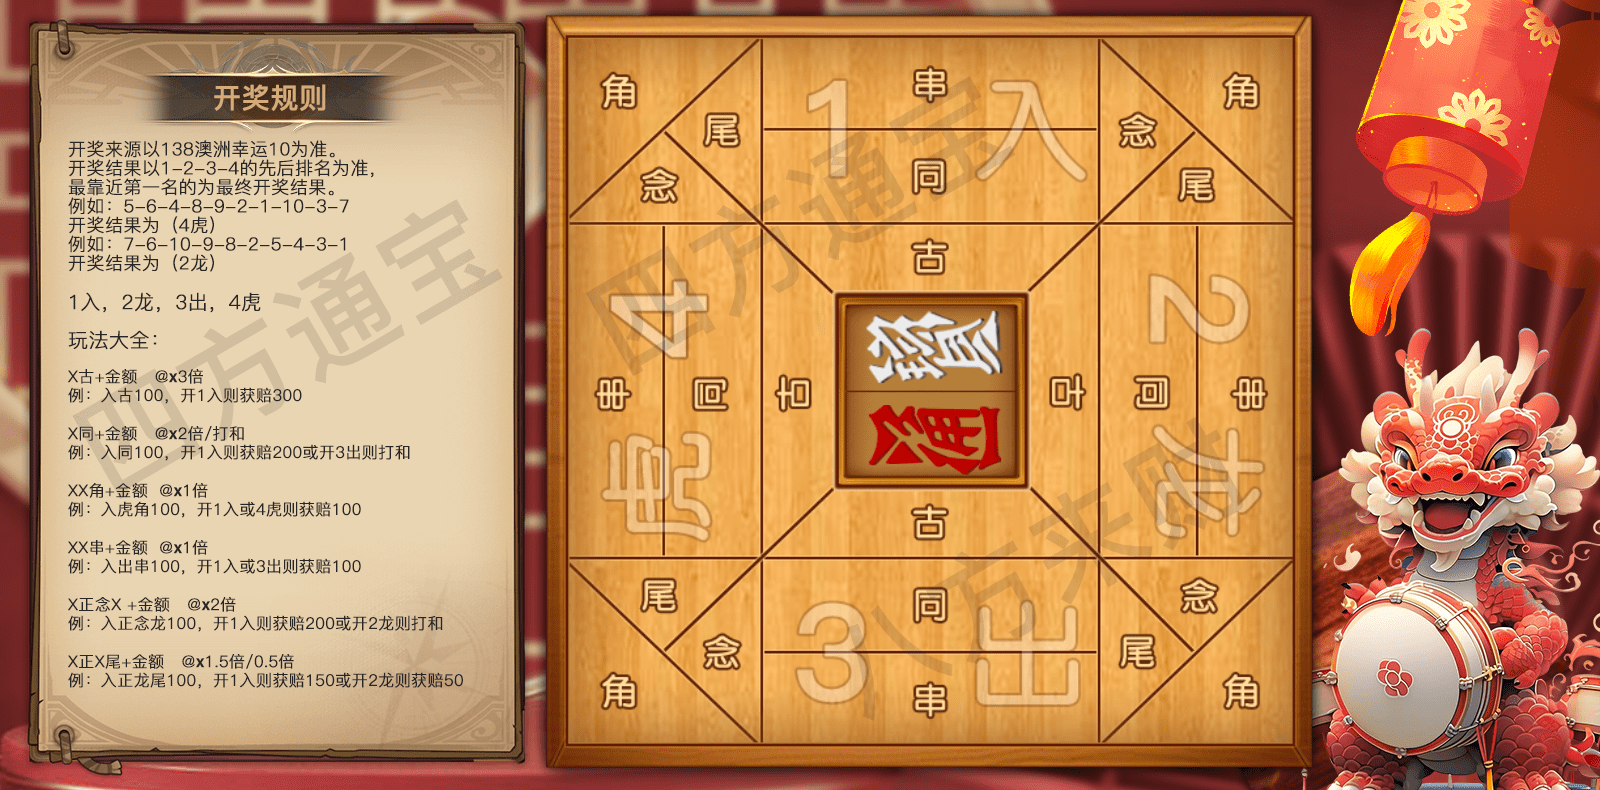 开奖规则
开奖来源以138澳洲幸运10为准。
开奖结果以1-2-3-4的先后排名为准，
最靠近第一名的为最终开奖结果。
例如：5-6-4-8-9-2-1-10-3-7
开奖结果为（4虎）
例如：7-6-10-9-8-2-5-4-3-1
开奖结果为（2龙）
1入，2龙，3出，4虎
玩法大全：
X古+金额 @x3倍
例：入古100，开1入则获赔300
X同+金额 @x2倍/打和
例：入同100，开1入则获赔200或开3出则打和
XX角+金额 @x1倍
例：入虎角100，开1入或4虎则获赔100
XX串+金额 @x1倍
例：入出串100，开1入或3出则获赔100
X正念X +金额 @x2倍
例：入正念龙100，开1入则获赔200或开2龙则打和
X正X尾+金额 @x1.5倍/0.5倍
例：入正龙尾100，开1入则获赔150或开2龙则获赔50
四方通宝
角 1 串 入 角
尾 念
同
念 尾
四方通宝
古
4 2
寶
串 同 古 古 同 串
通
虎 龙
古
八方来财
尾 同 念
3 出
念 尾
角 串 角